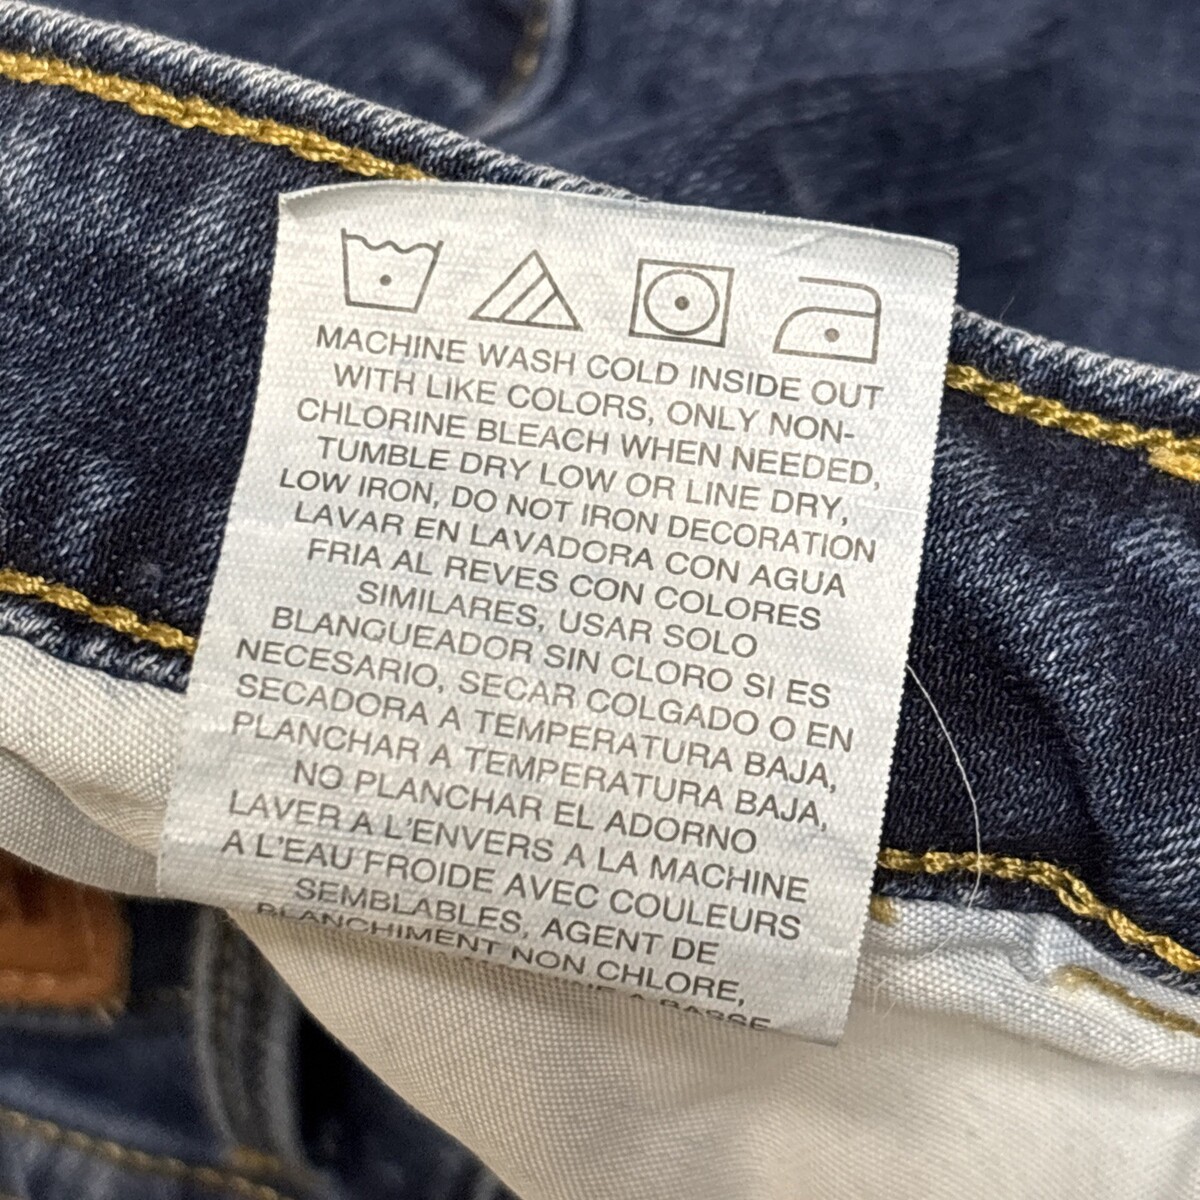 MACHINE WASH COLD INSIDE OUT
WITH LIKE COLORS, ONLY NON-
CHLORINE BLEACH WHEN NEEDED,
TUMBLE DRY LOW OR LINE DRY,
LOW IRON, DO NOT IRON DECORATION
LAVAR EN LAVADORA CON AGUA
FRIA AL REVES CON COLORES
SIMILARES, USAR SOLO
BLANQUEADOR SIN CLORO SI ES
NECESARIO, SECAR COLGADO O EN
SECADORA A TEMPERATURA BAJA,
PLANCHAR A TEMPERATURA BAJA,
NO PLANCHAR EL ADORNO
LAVER A L'ENVERS A LA MACHINE
A L'EAU FROIDE AVEC COULEURS
SEMBLABLES, AGENT DE
BLANCHIMENT NON CHLORE,
A BASSE